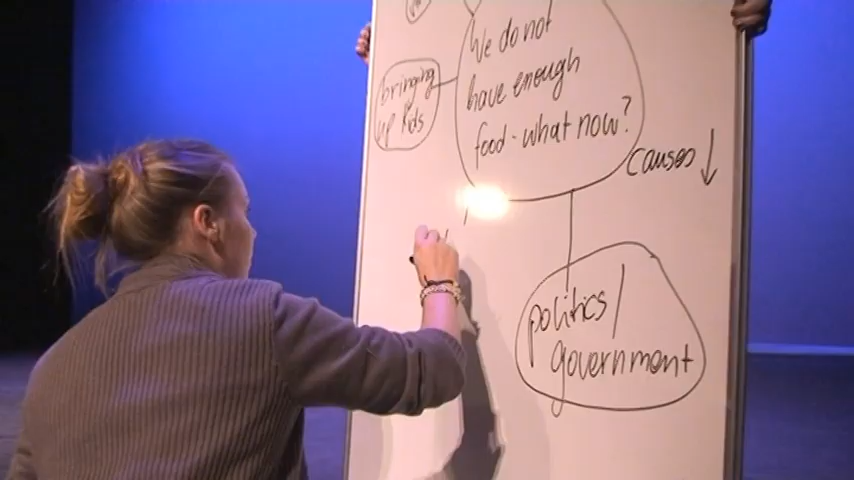 We do not
have enough
food - what now?
bringing
up kids
causes ↓
politics/
government